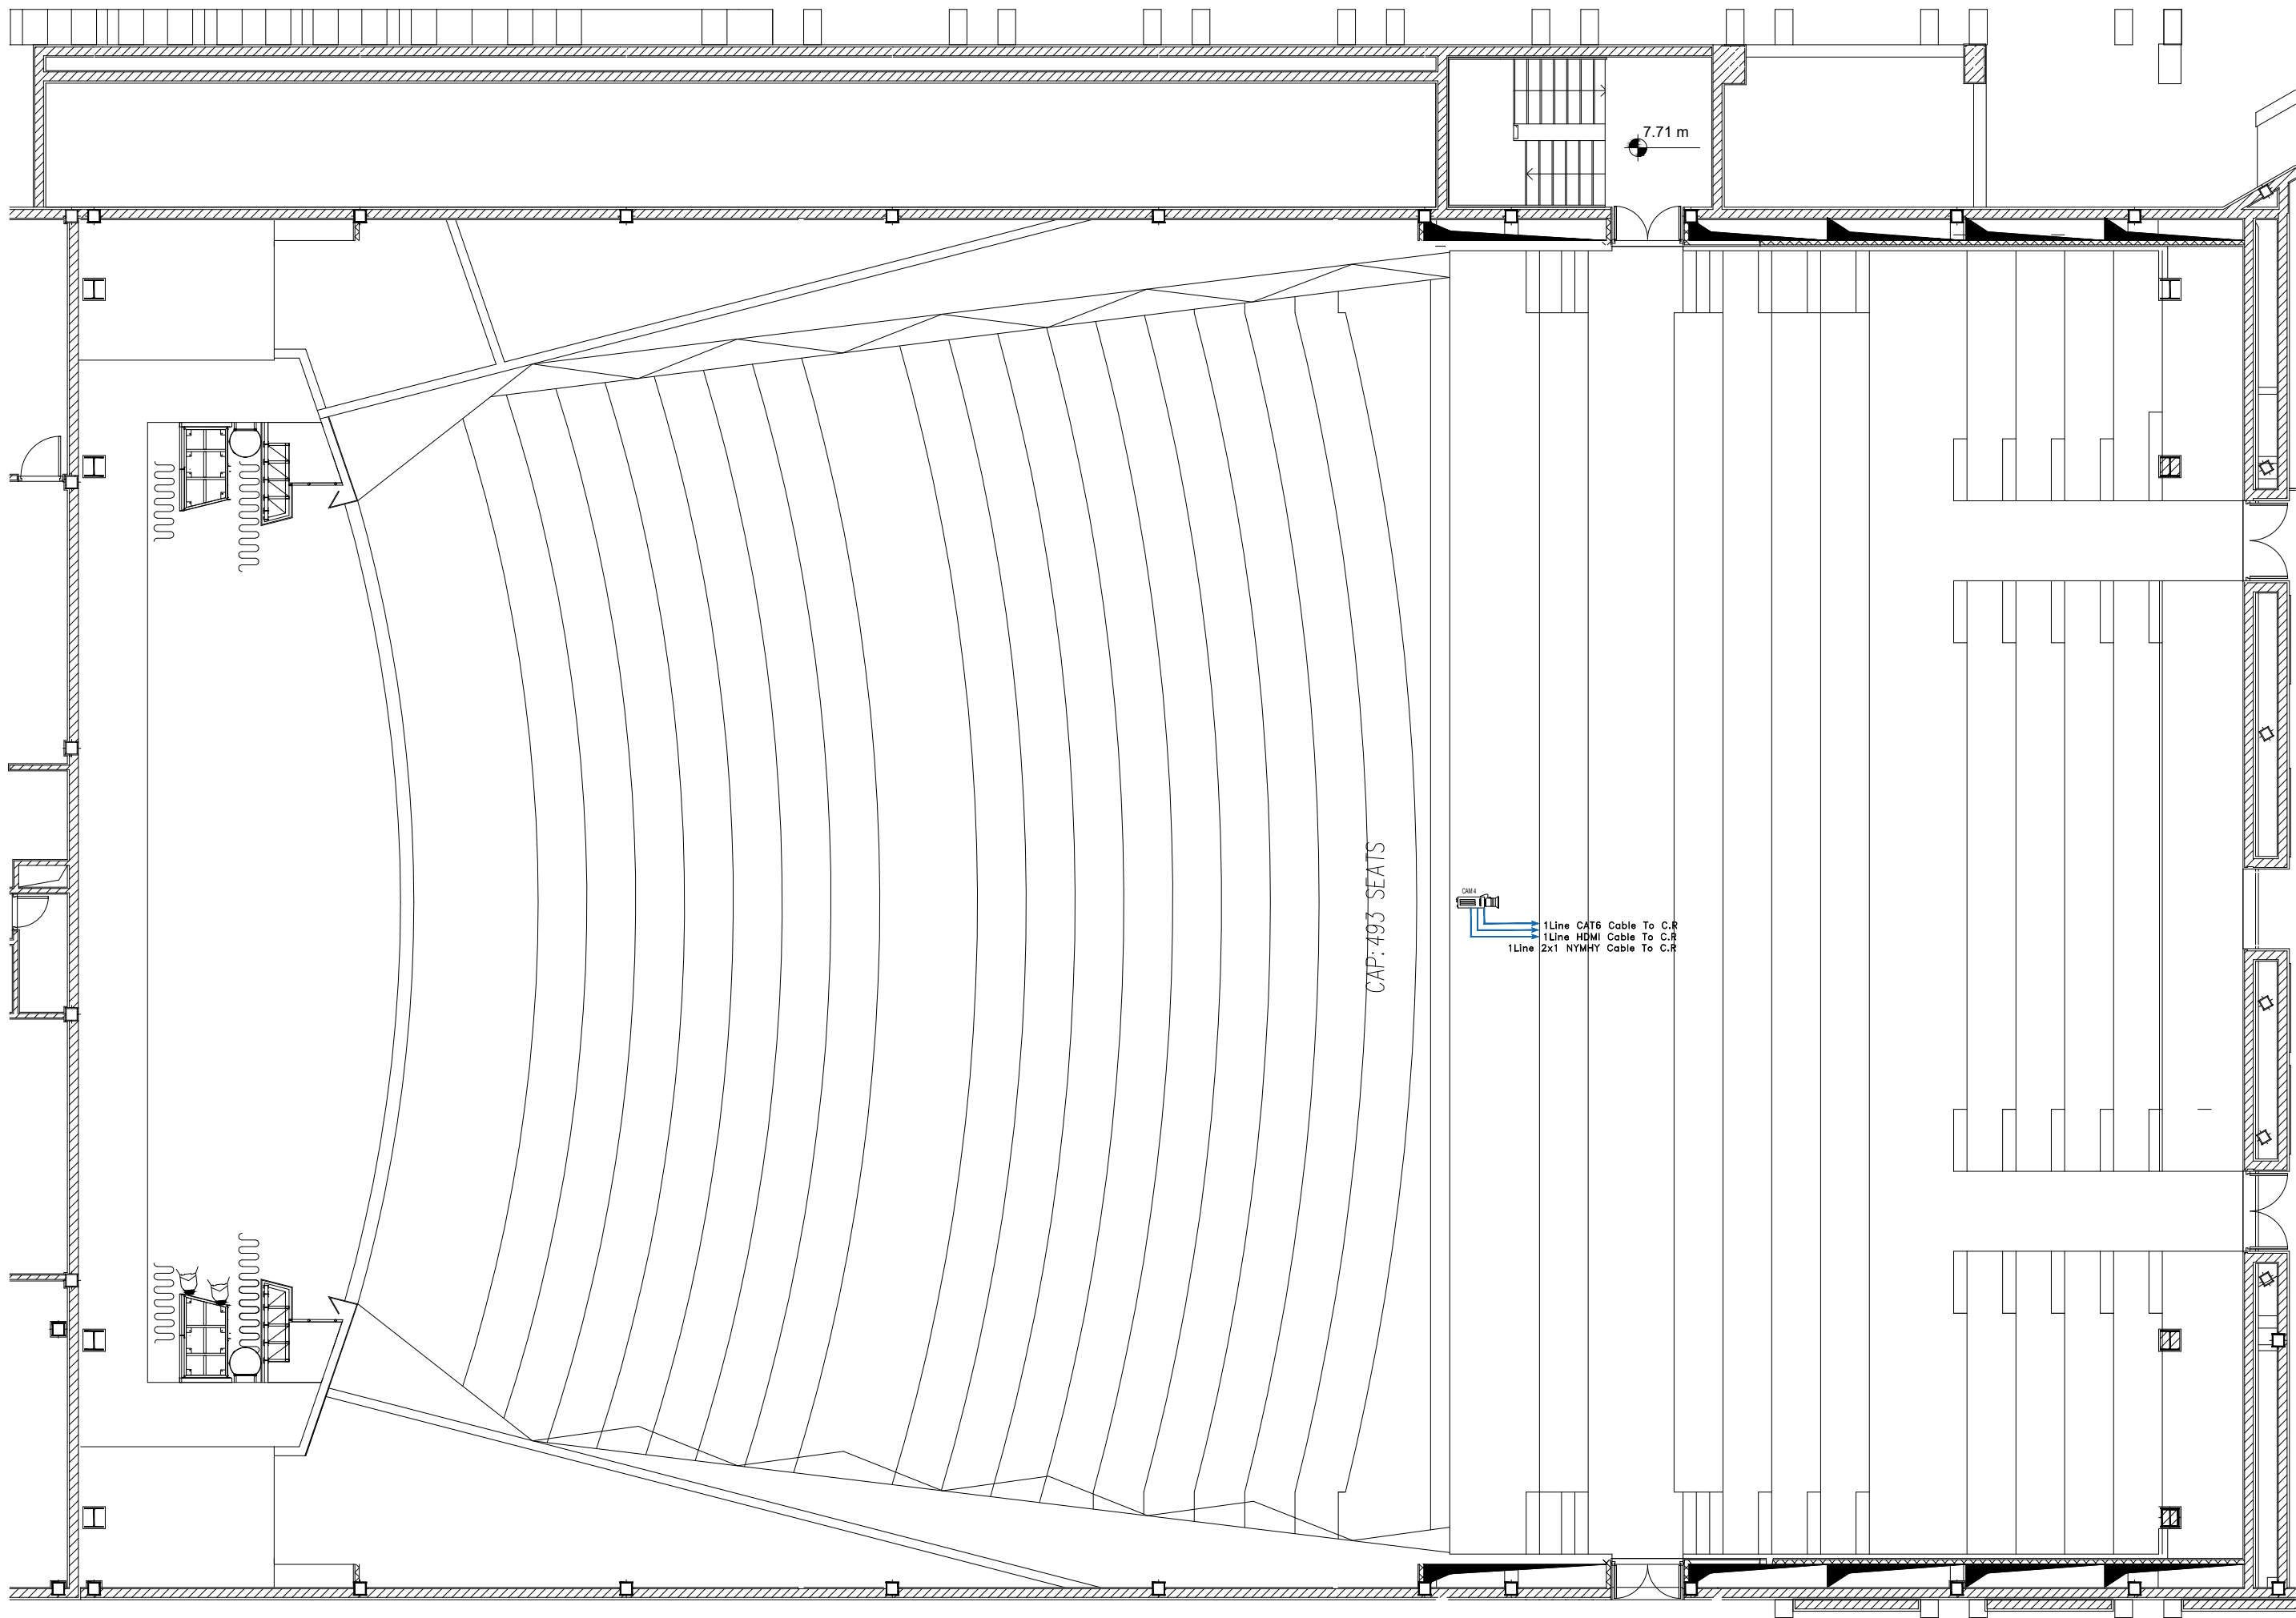 7.71 m
CAP: 493 SEATS
CAM 4
1Line CAT6 Cable To C.R
1Line HDMI Cable To C.R
1Line 2x1 NYMHY Cable To C.R